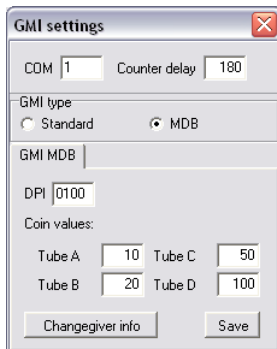 GMI settings
COM 1 Counter delay 180
GMI type
Standard MDB
GMI MDB
DPI 0100
Coin values:
Tube A 10 Tube C 50
Tube B 20 Tube D 100
Changegiver info Save